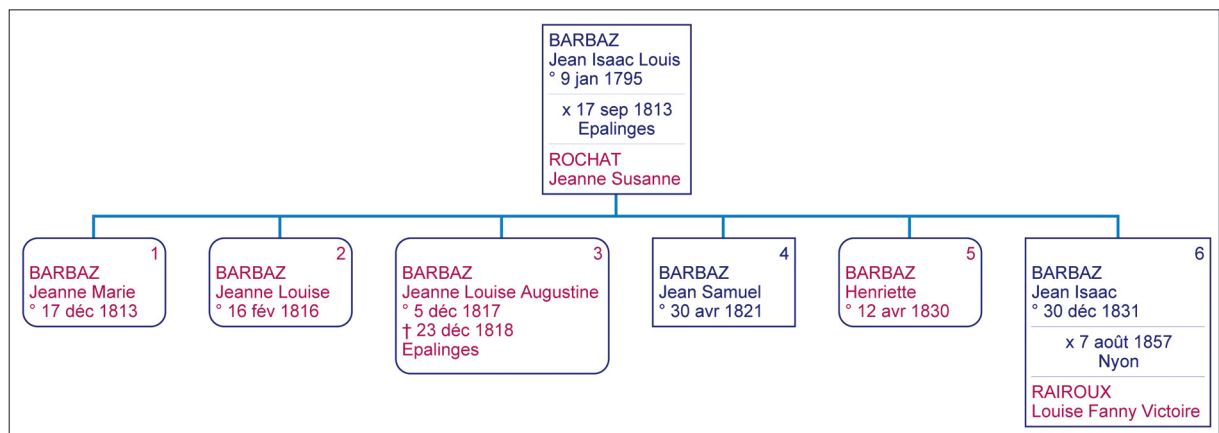 BARBAZ
Jean Isaac Louis
° 9 jan 1795
x 17 sep 1813
Epalinges
ROCHAT
Jeanne Susanne
1
BARBAZ
Jeanne Marie
° 17 déc 1813
2
BARBAZ
Jeanne Louise
° 16 fév 1816
3
BARBAZ
Jeanne Louise Augustine
° 5 déc 1817
† 23 déc 1818
Epalinges
4
BARBAZ
Jean Samuel
° 30 avr 1821
5
BARBAZ
Henriette
° 12 avr 1830
6
BARBAZ
Jean Isaac
° 30 déc 1831
x 7 août 1857
Nyon
RAIROUX
Louise Fanny Victoire